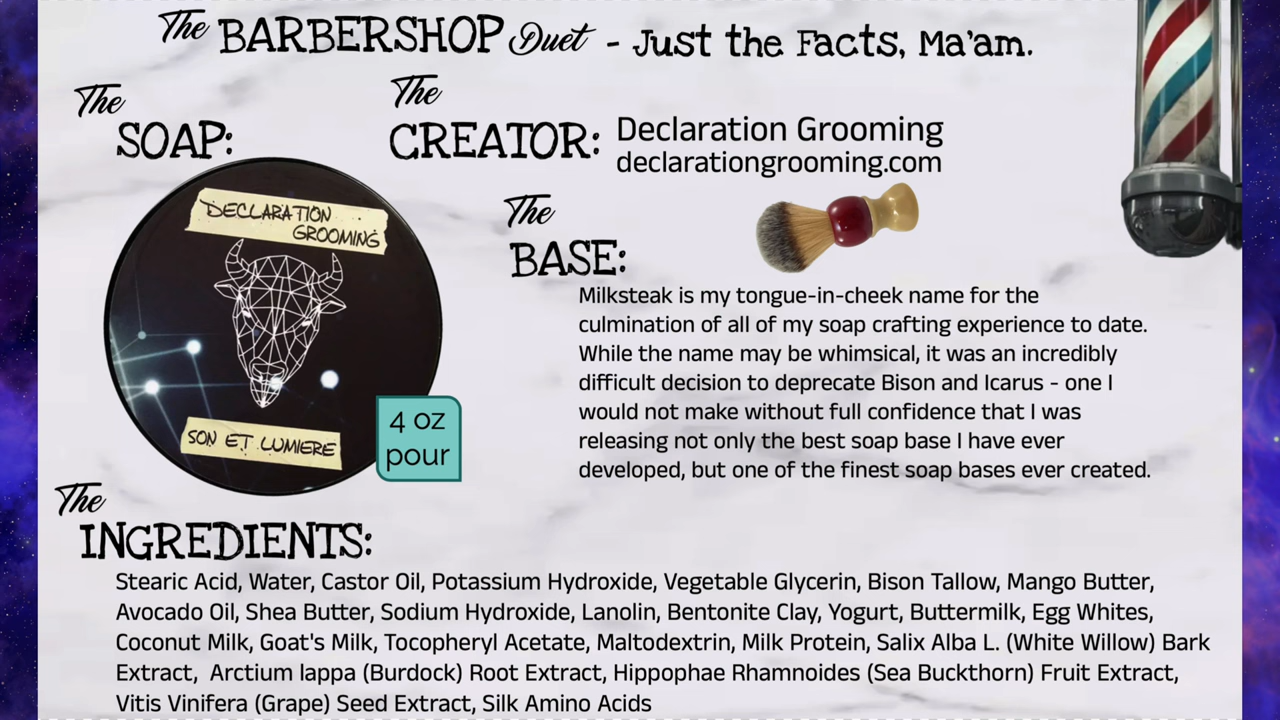 The BARBERSHOP Duet - Just the Facts, Ma'am.
The
SOAP:
DECLARATION
GROOMING
SON ET LUMIERE
4 oz
pour
The
CREATOR: Declaration Grooming
declarationgrooming.com
The
BASE:
Milksteak is my tongue-in-cheek name for the
culmination of all of my soap crafting experience to date.
While the name may be whimsical, it was an incredibly
difficult decision to deprecate Bison and Icarus - one I
would not make without full confidence that I was
releasing not only the best soap base I have ever
developed, but one of the finest soap bases ever created.
The
INGREDIENTS:
Stearic Acid, Water, Castor Oil, Potassium Hydroxide, Vegetable Glycerin, Bison Tallow, Mango Butter,
Avocado Oil, Shea Butter, Sodium Hydroxide, Lanolin, Bentonite Clay, Yogurt, Buttermilk, Egg Whites,
Coconut Milk, Goat's Milk, Tocopheryl Acetate, Maltodextrin, Milk Protein, Salix Alba L. (White Willow) Bark
Extract, Arctium lappa (Burdock) Root Extract, Hippophae Rhamnoides (Sea Buckthorn) Fruit Extract,
Vitis Vinifera (Grape) Seed Extract, Silk Amino Acids